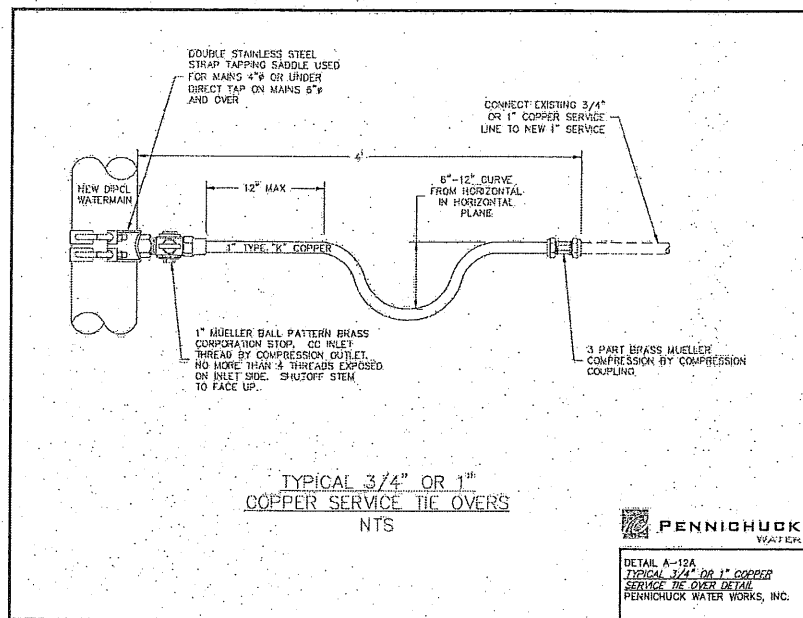 DOUBLE STAINLESS STEEL
STRAP TAPPING SADDLE USED
FOR MAINS 4"ø OR UNDER
DIRECT TAP ON MAINS 6"ø
AND OVER
CONNECT EXISTING 3/4"
OR 1" COPPER SERVICE
LINE TO NEW 1" SERVICE
4'
NEW DIPCL
WATERMAIN
12" MAX
6"-12" CURVE
FROM HORIZONTAL
IN HORIZONTAL
PLANE
1" TYPE "K" COPPER
1" MUELLER BALL PATTERN BRASS
CORPORATION STOP. CC INLET
THREAD BY COMPRESSION OUTLET.
NO MORE THAN 4 THREADS EXPOSED
ON INLET SIDE. SHUTOFF STEM
TO FACE UP.
3 PART BRASS MUELLER
COMPRESSION BY COMPRESSION
COUPLING
TYPICAL 3/4" OR 1"
COPPER SERVICE TIE OVERS
NTS
PENNICHUCK
WATER
DETAIL A-12A
TYPICAL 3/4" OR 1" COPPER
SERVICE TIE OVER DETAIL
PENNICHUCK WATER WORKS, INC.